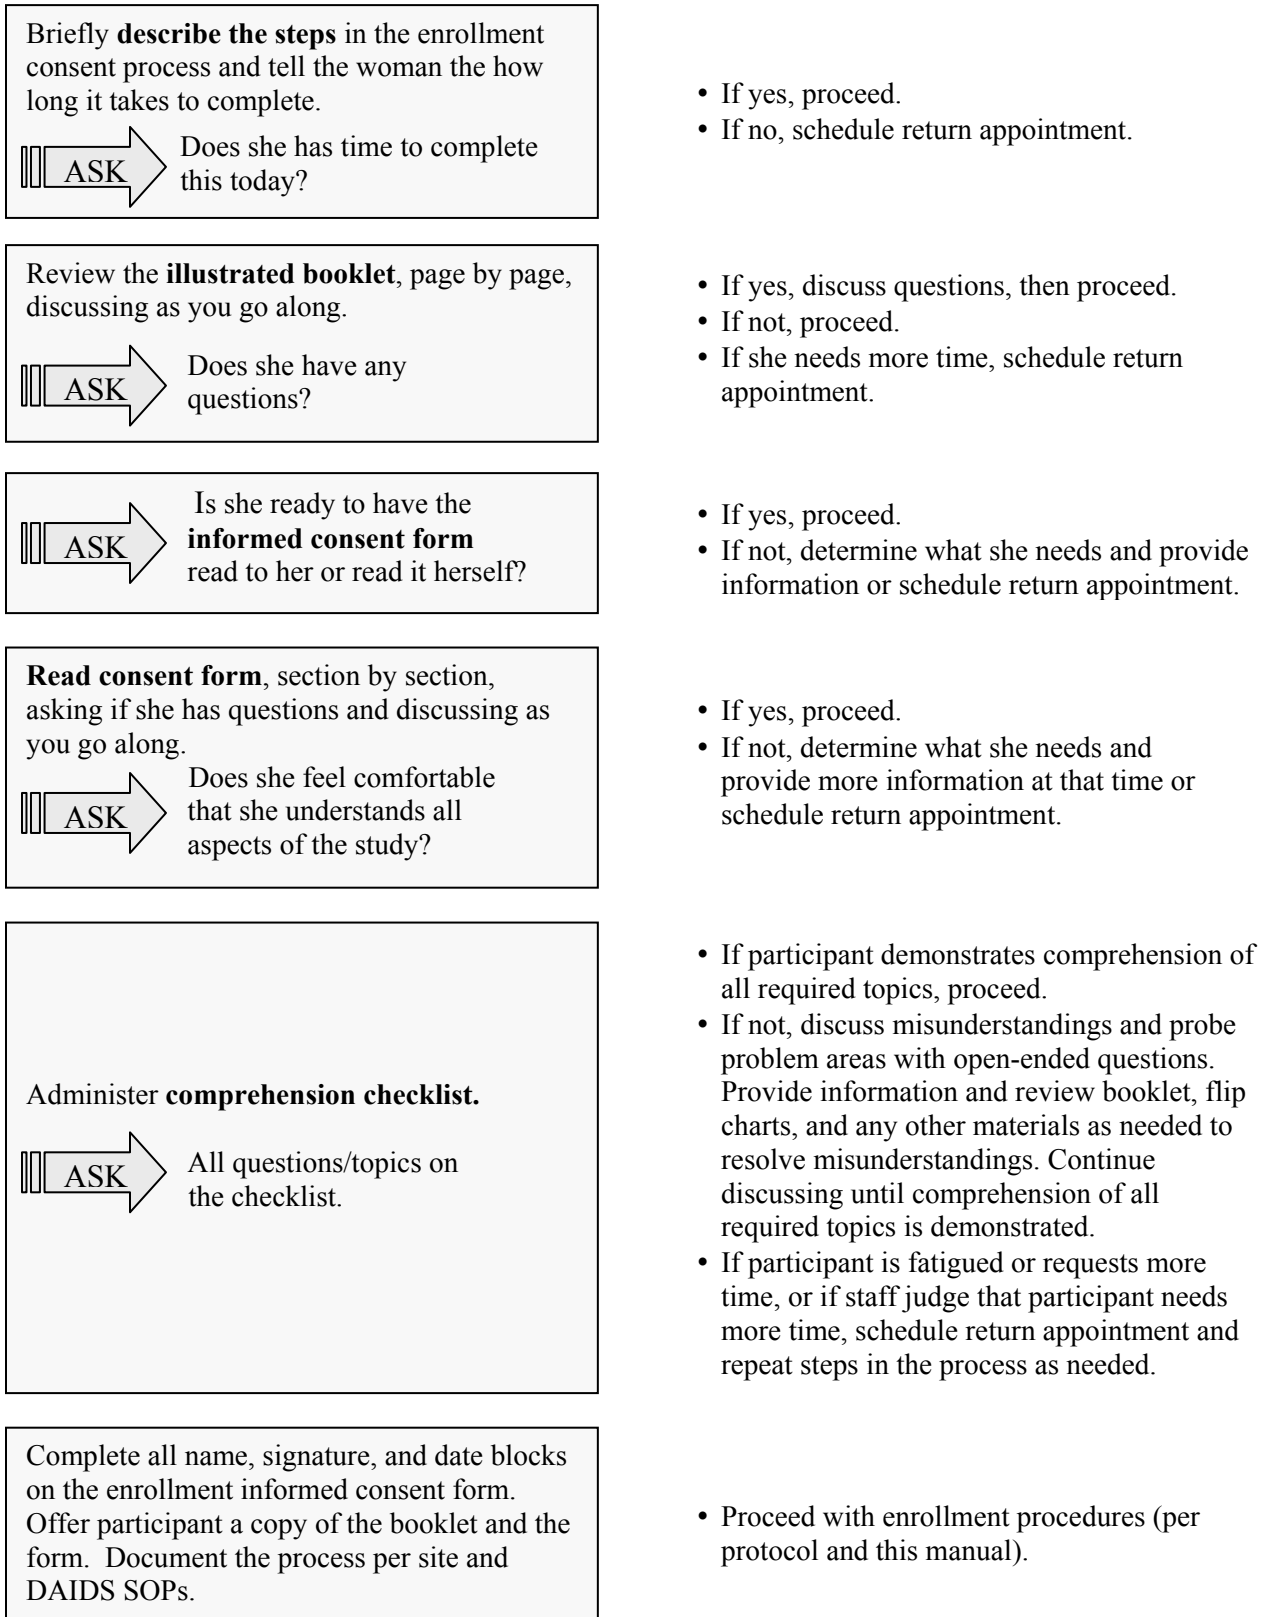 Briefly describe the steps in the enrollment
consent process and tell the woman the how
long it takes to complete.
ASK
Does she has time to complete
this today?
• If yes, proceed.
• If no, schedule return appointment.
Review the illustrated booklet, page by page,
discussing as you go along.
ASK
Does she have any
questions?
• If yes, discuss questions, then proceed.
• If not, proceed.
• If she needs more time, schedule return
appointment.
ASK
Is she ready to have the
informed consent form
read to her or read it herself?
• If yes, proceed.
• If not, determine what she needs and provide
information or schedule return appointment.
Read consent form, section by section,
asking if she has questions and discussing as
you go along.
ASK
Does she feel comfortable
that she understands all
aspects of the study?
• If yes, proceed.
• If not, determine what she needs and
provide more information at that time or
schedule return appointment.
Administer comprehension checklist.
ASK
All questions/topics on
the checklist.
• If participant demonstrates comprehension of
all required topics, proceed.
• If not, discuss misunderstandings and probe
problem areas with open-ended questions.
Provide information and review booklet, flip
charts, and any other materials as needed to
resolve misunderstandings. Continue
discussing until comprehension of all
required topics is demonstrated.
• If participant is fatigued or requests more
time, or if staff judge that participant needs
more time, schedule return appointment and
repeat steps in the process as needed.
Complete all name, signature, and date blocks
on the enrollment informed consent form.
Offer participant a copy of the booklet and the
form.  Document the process per site and
DAIDS SOPs.
• Proceed with enrollment procedures (per
protocol and this manual).